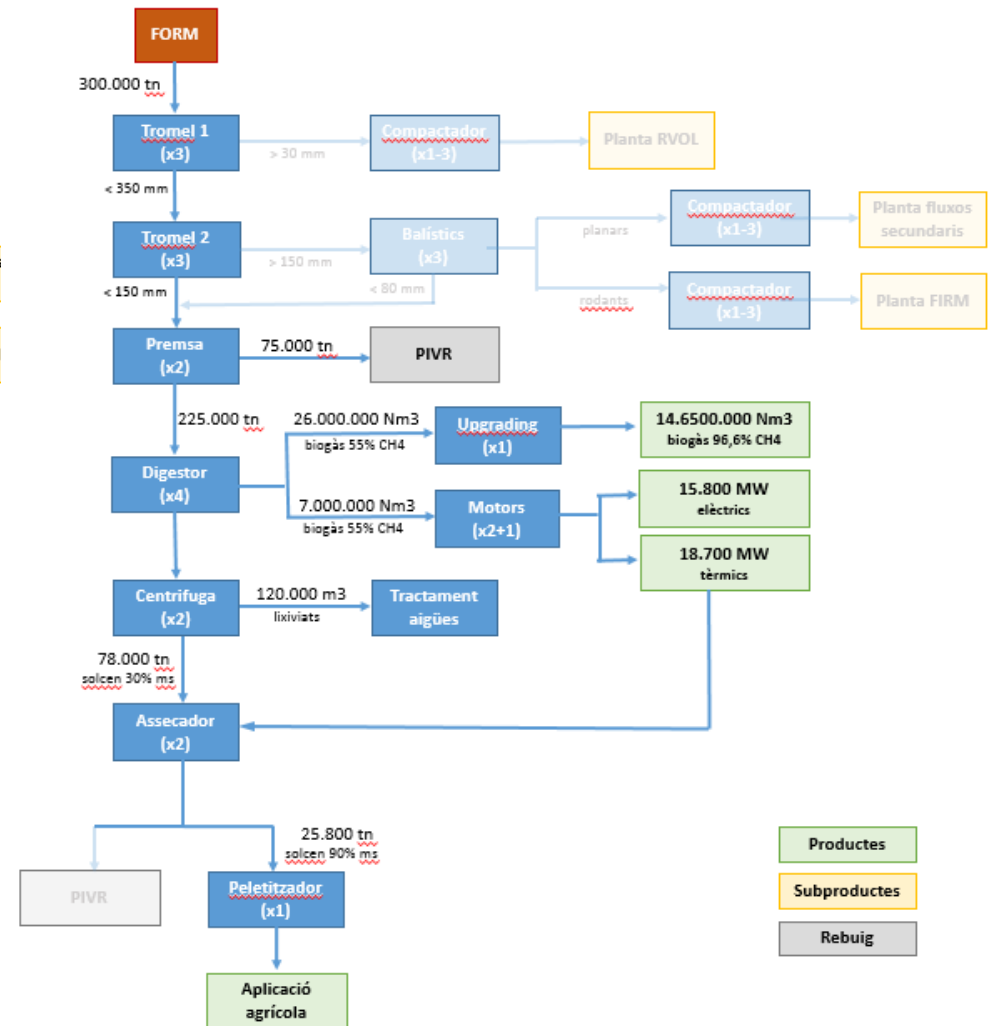 FORM
300.000 tn
Tromel 1
(x3)
> 30 mm
Compactador
(x1-3)
Planta RVOL
< 350 mm
Tromel 2
(x3)
> 150 mm
Balístics
(x3)
planars
Compactador
(x1-3)
Planta fluxos
secundaris
< 150 mm
< 80 mm
rodants
Compactador
(x1-3)
Planta FIRM
Premsa
(x2)
75.000 tn
PIVR
225.000 tn
26.000.000 Nm3
biogàs 55% CH4
Upgrading
(x1)
14.6500.000 Nm3
biogàs 96,6% CH4
Digestor
(x4)
7.000.000 Nm3
biogàs 55% CH4
Motors
(x2+1)
15.800 MW
elèctrics
18.700 MW
tèrmics
Centrifuga
(x2)
120.000 m3
lixiviats
Tractament
aigües
78.000 tn
solcen 30% ms
Assecador
(x2)
25.800 tn
solcen 90% ms
PIVR
Peletitzador
(x1)
Aplicació
agrícola
Productes
Subproductes
Rebuig